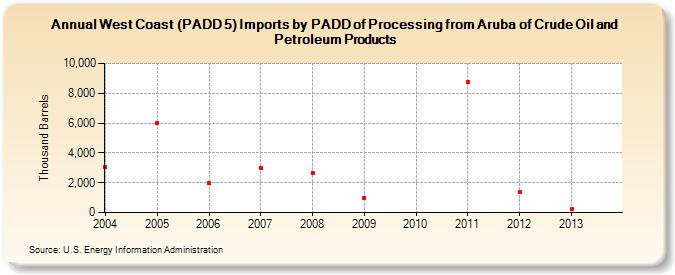 Annual West Coast (PADD 5) Imports by PADD of Processing from Aruba of Crude Oil and
Petroleum Products
Thousand Barrels
10,000
8,000
6,000
4,000
2,000
0
2004 2005 2006 2007 2008 2009 2010 2011 2012 2013
Source: U.S. Energy Information Administration